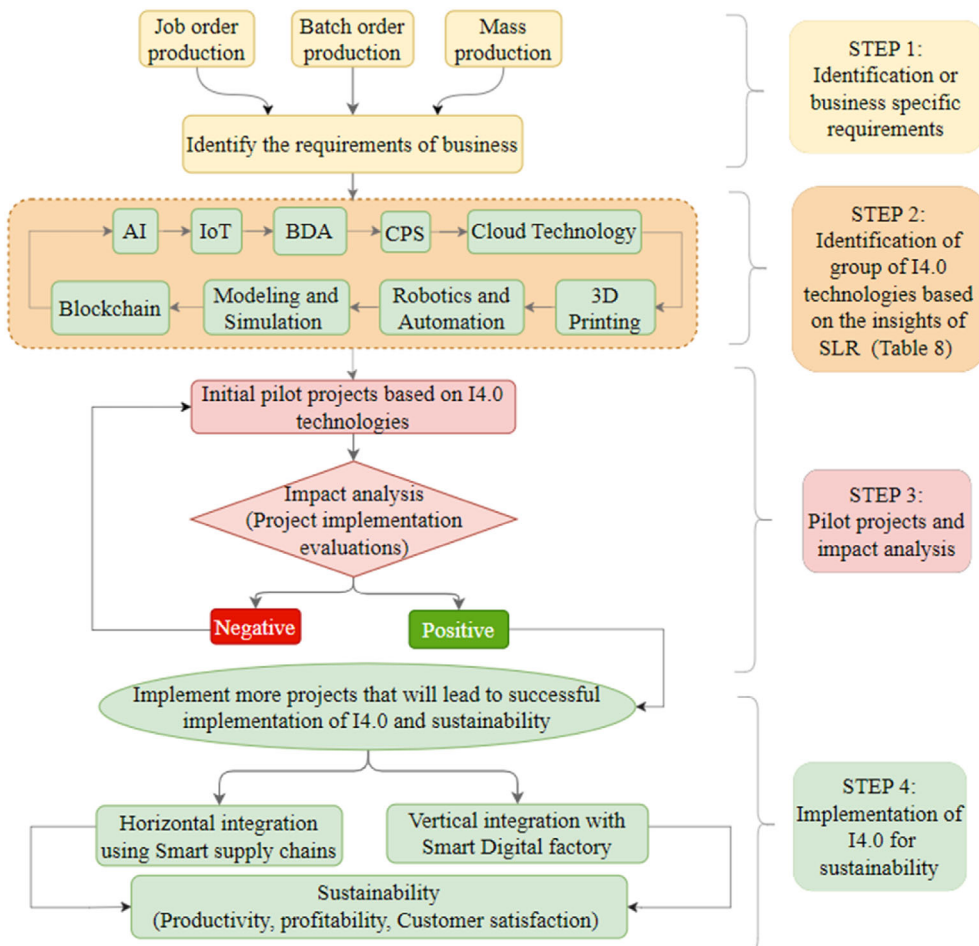 Job order
production
Batch order
production
Mass
production
Identify the requirements of business
STEP 1:
Identification or
business specific
requirements
AI
IoT
BDA
CPS
Cloud Technology
Blockchain
Modeling and
Simulation
Robotics and
Automation
3D
Printing
STEP 2:
Identification of
group of I4.0
technologies based
on the insights of
SLR (Table 8)
Initial pilot projects based on I4.0
technologies
Impact analysis
(Project implementation
evaluations)
Negative
Positive
STEP 3:
Pilot projects and
impact analysis
Implement more projects that will lead to successful
implementation of I4.0 and sustainability
Horizontal integration
using Smart supply chains
Vertical integration with
Smart Digital factory
Sustainability
(Productivity, profitability, Customer satisfaction)
STEP 4:
Implementation of
I4.0 for
sustainability